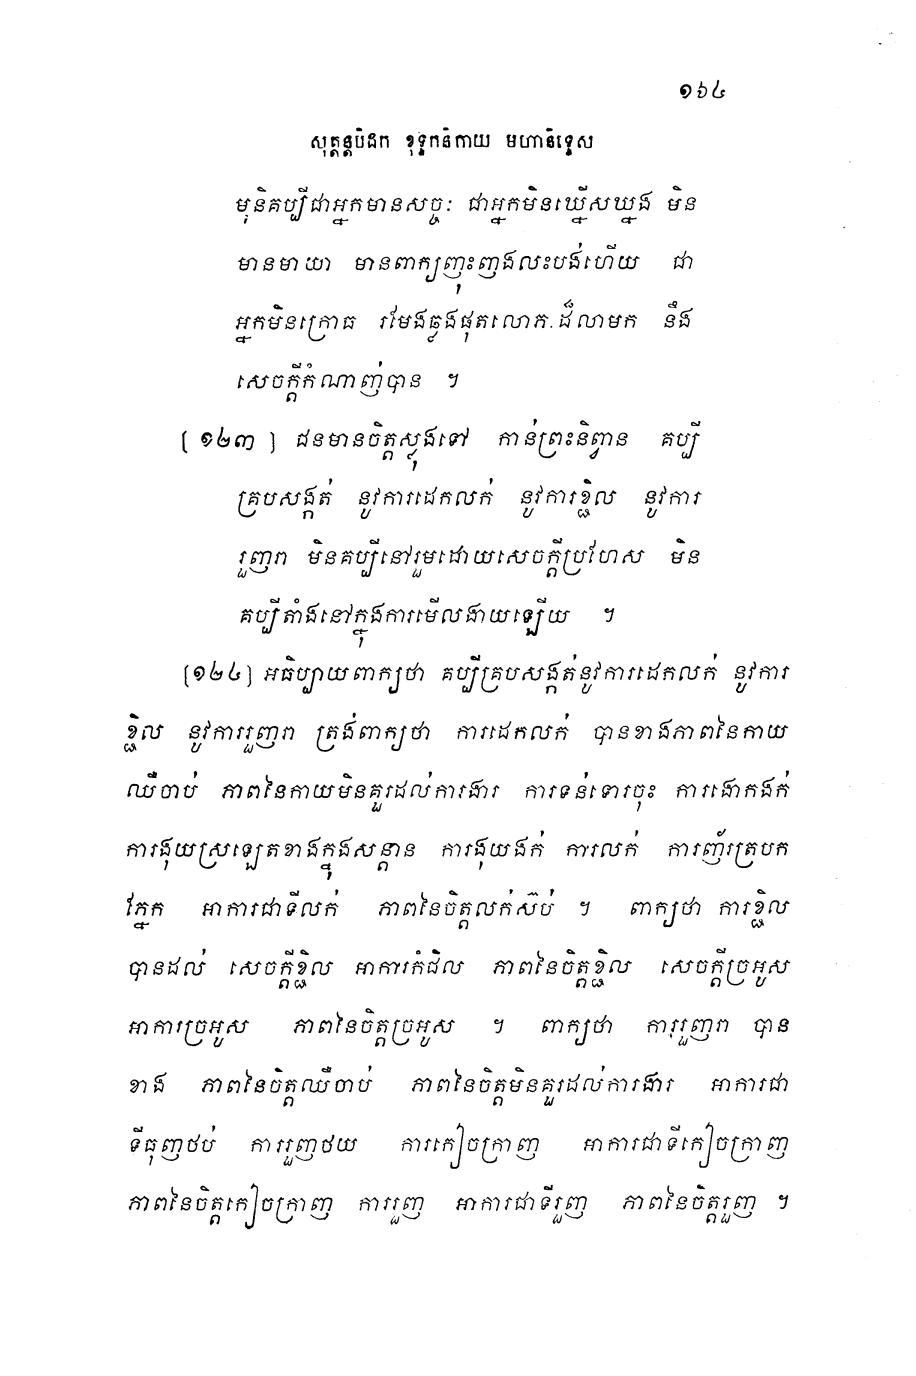 ១៦៤
សុត្តន្តបិដក ខុទ្ទកនិកាយ មហានិទ្ទេស
មុនិគប្បីជាអ្នកមានសច្ចៈ ជាអ្នកមិនឃ្នើសឃ្នង មិន
មានមាយា មានពាក្យញុះញង់លះបង់ហើយ ជា
អ្នកមិនក្រោធ រមែងឆ្លងផុតលោភ.ដ៏លាមក និង
សេចក្តីកំណាញ់បាន ។
[ ១២៣ ] ជនមានចិត្តស្ទុងទៅ កាន់ព្រះនិព្វាន គប្បី
គ្របសង្កត់ នូវការដេកលក់ នូវការខ្ជិល នូវការ
រួញរា មិនគប្បីនៅរួមដោយសេចក្តីប្រហែស មិន
គប្បីតាំងនៅក្នុងការមើលងាយឡើយ ។
[១២៤] អធិប្បាយពាក្យថា គប្បីគ្របសង្កត់នូវការដេកលក់ នូវការ
ខ្ជិល នូវការរួញរា ត្រង់ពាក្យថា ការដេកលក់ បានខាងភាពនៃកាយ
ឈឺចាប់ ភាពនៃកាយមិនគួរដល់ការងារ ការទន់ទោរចុះ ការងោកងក់
ការងុយស្រឡេតខាងក្នុងសន្តាន ការងុយងក់ ការលក់ ការញ័រត្របក
ភ្នែក អាការជាទីលក់ ភាពនៃចិត្តលក់ស៊ប់ ។ ពាក្យថា ការខ្ជិល
បានដល់ សេចក្តីខ្ជិល អាការកំជិល ភាពនៃចិត្តខ្ជិល សេចក្តីច្រអូស
អាការច្រអូស ភាពនៃចិត្តច្រអូស ។ ពាក្យថា ការរួញរា បាន
ខាង ភាពនៃចិត្តឈឺចាប់ ភាពនៃចិត្តមិនគួរដល់ការងារ អាការជា
ទីធុញថប់ ការរួញថយ ការកៀចក្រាញ អាការជាទីកៀចក្រាញ
ភាពនៃចិត្តកៀចក្រាញ ការរួញ អាការជាទីរួញ ភាពនៃចិត្តរួញ ។